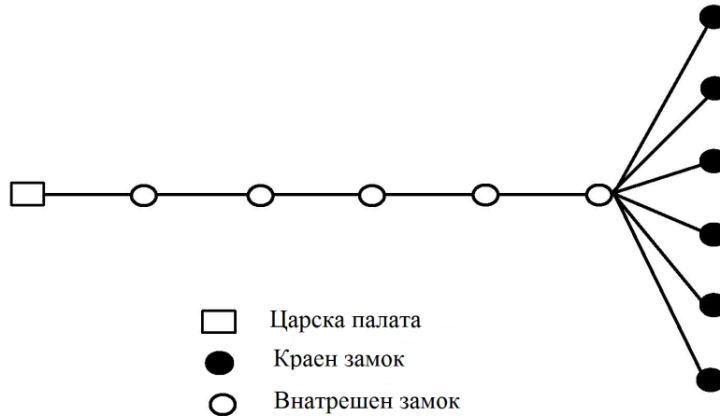 Царска палата
Краен замок
Внатрешен замок